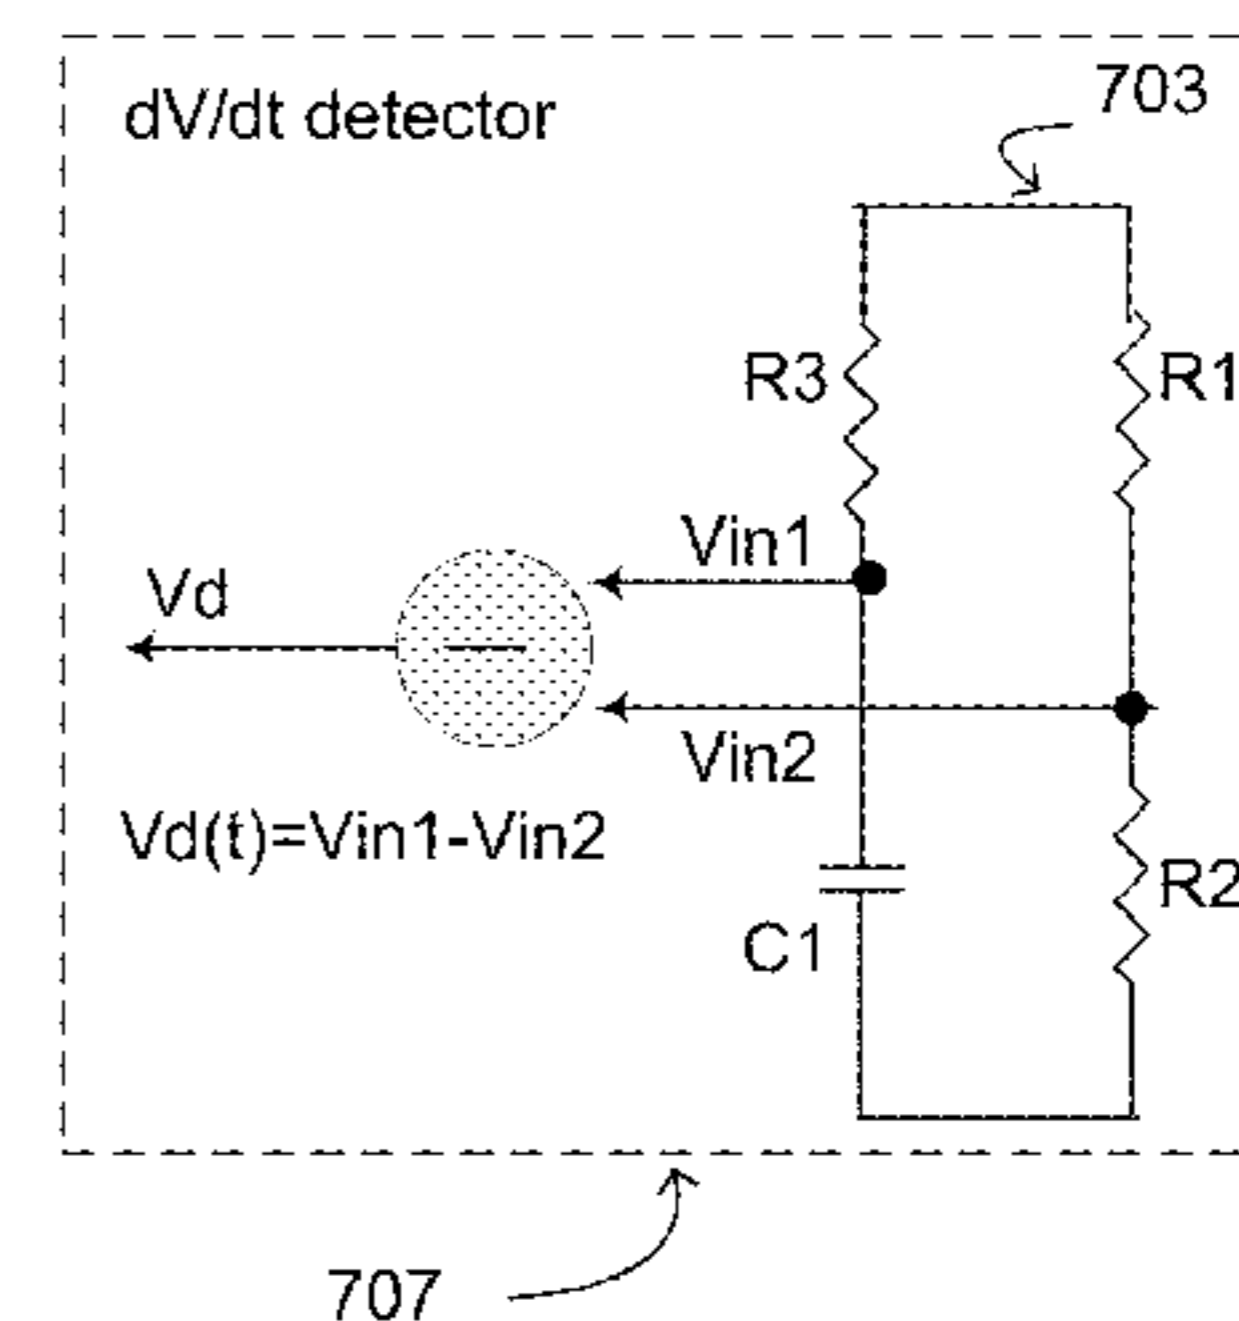 703
dV/dt detector
R3
R1
Vin1
Vd
Vin2
Vd(t)=Vin1-Vin2
R2
C1
707